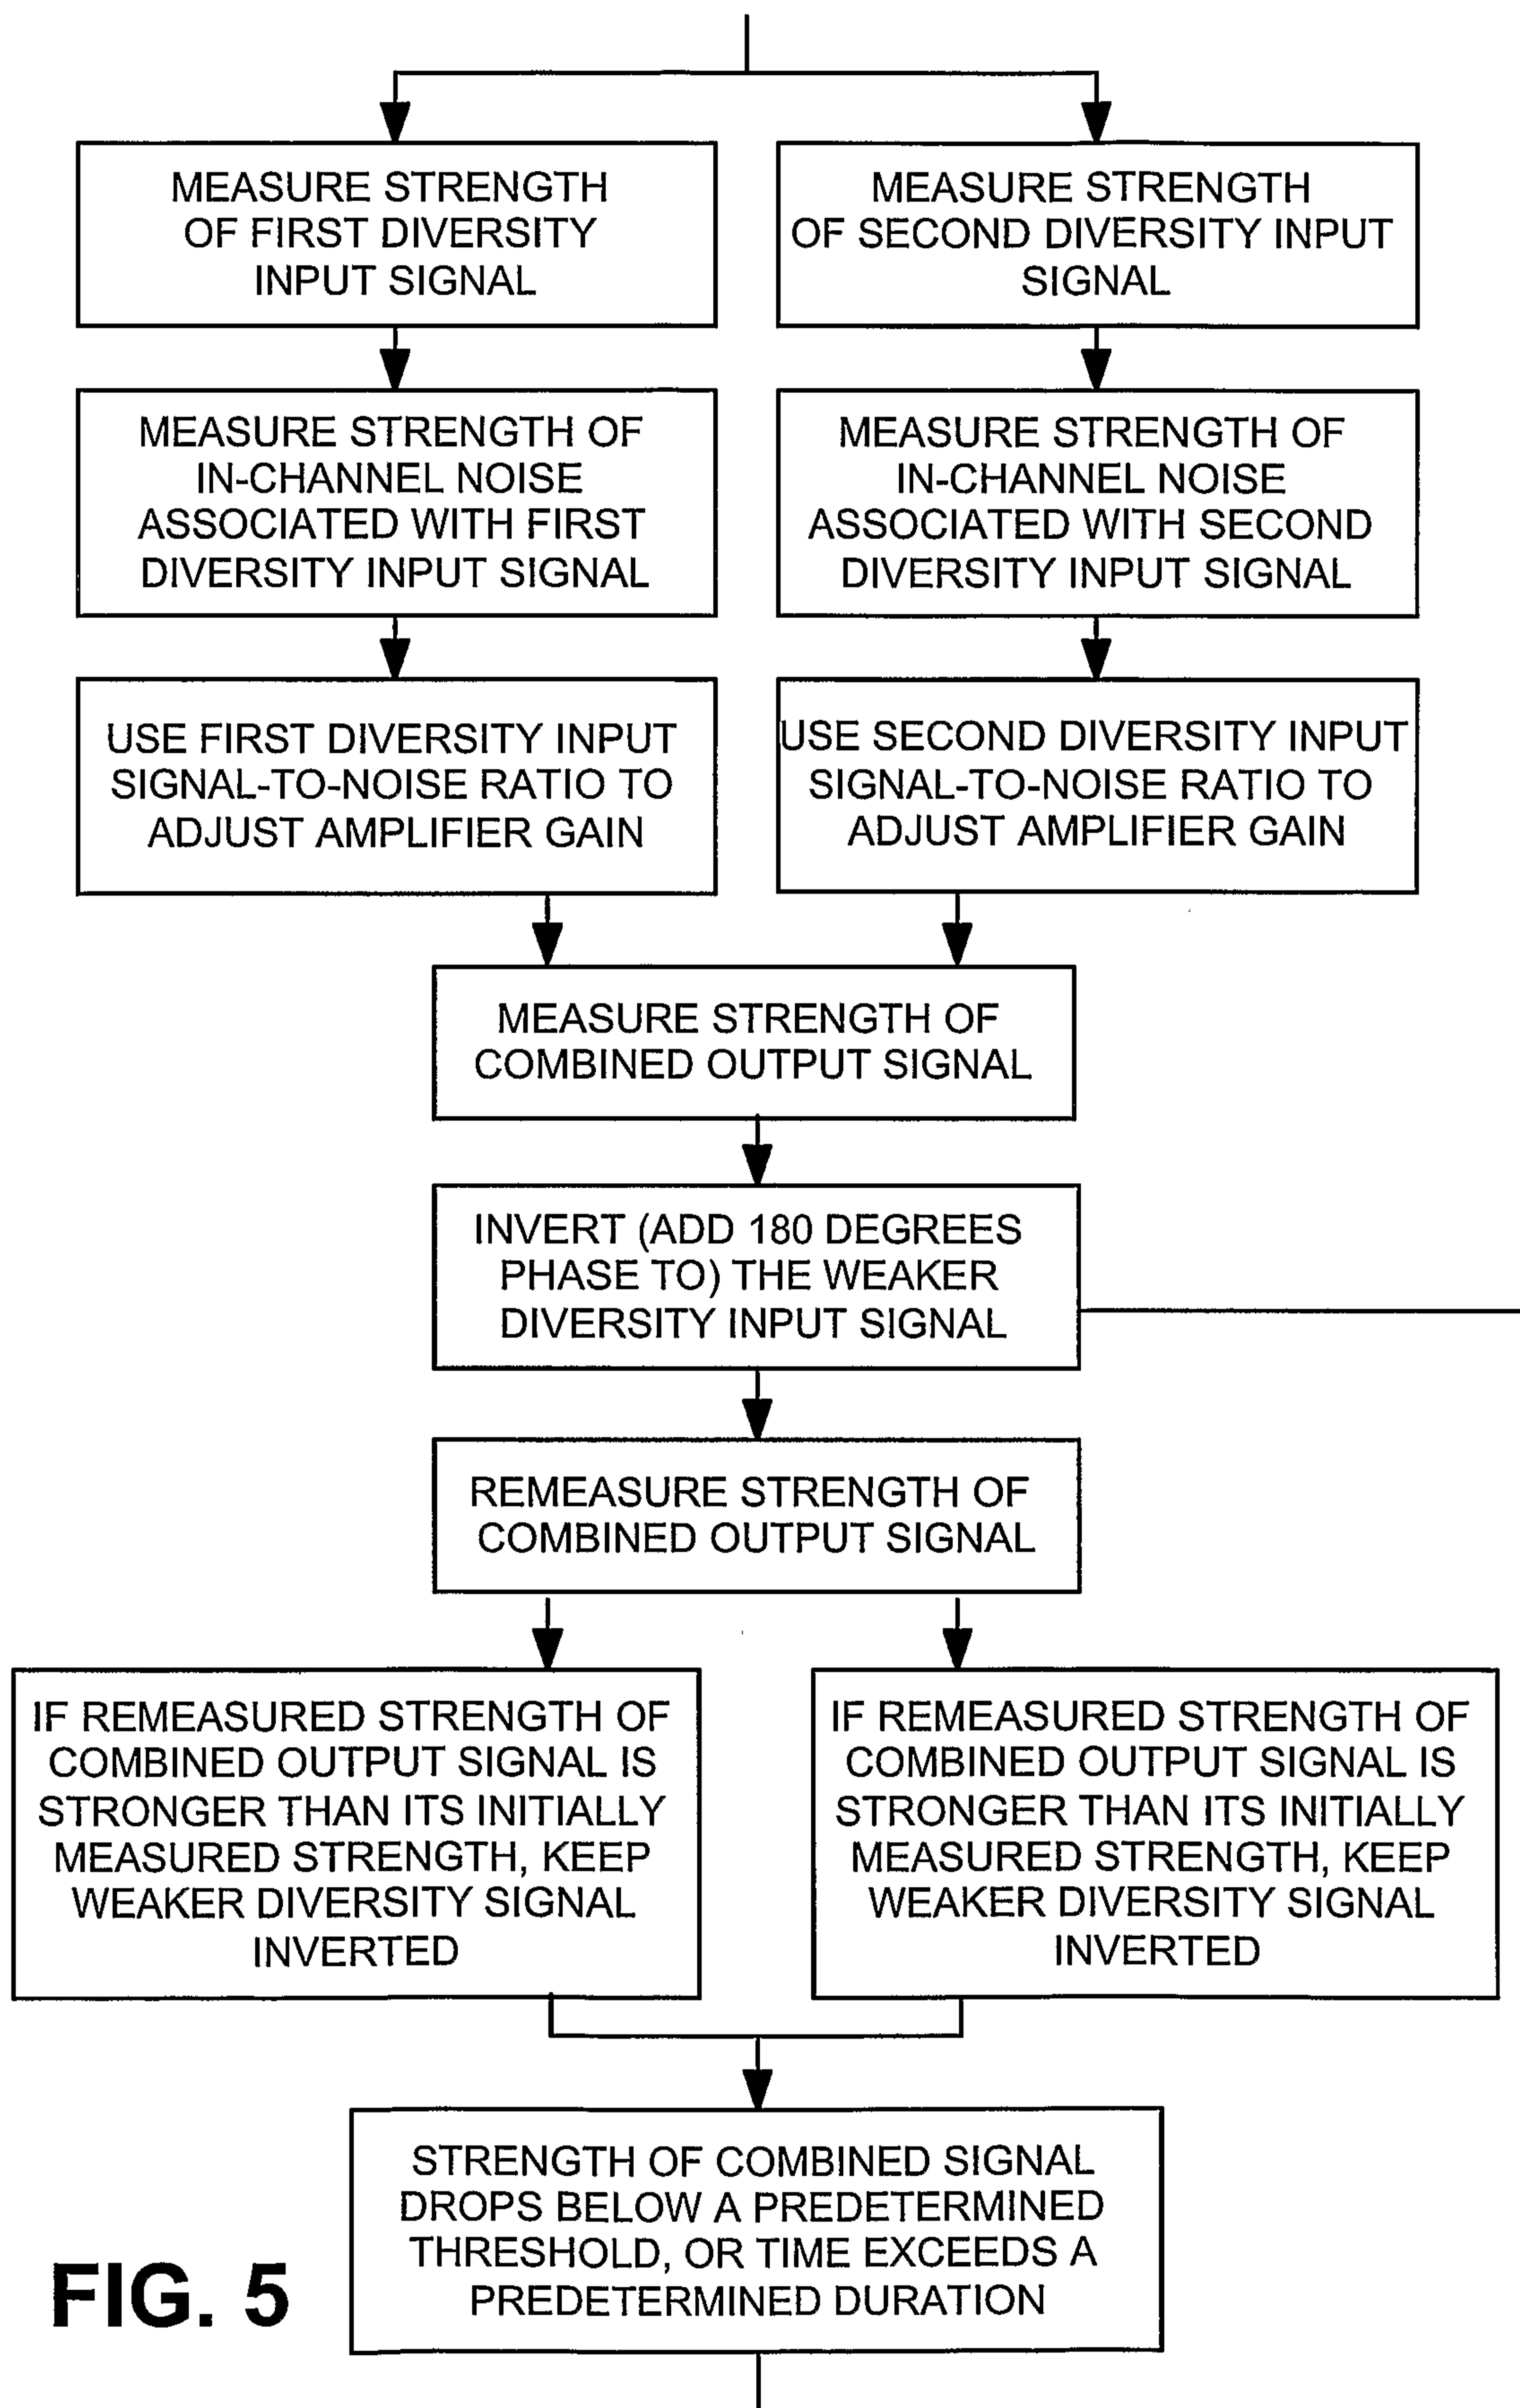 MEASURE STRENGTH
OF FIRST DIVERSITY
INPUT SIGNAL
MEASURE STRENGTH
OF SECOND DIVERSITY INPUT
SIGNAL
MEASURE STRENGTH OF
IN-CHANNEL NOISE
ASSOCIATED WITH FIRST
DIVERSITY INPUT SIGNAL
MEASURE STRENGTH OF
IN-CHANNEL NOISE
ASSOCIATED WITH SECOND
DIVERSITY INPUT SIGNAL
USE FIRST DIVERSITY INPUT
SIGNAL-TO-NOISE RATIO TO
ADJUST AMPLIFIER GAIN
USE SECOND DIVERSITY INPUT
SIGNAL-TO-NOISE RATIO TO
ADJUST AMPLIFIER GAIN
MEASURE STRENGTH OF
COMBINED OUTPUT SIGNAL
INVERT (ADD 180 DEGREES
PHASE TO) THE WEAKER
DIVERSITY INPUT SIGNAL
REMEASURE STRENGTH OF
COMBINED OUTPUT SIGNAL
IF REMEASURED STRENGTH OF
COMBINED OUTPUT SIGNAL IS
STRONGER THAN ITS INITIALLY
MEASURED STRENGTH, KEEP
WEAKER DIVERSITY SIGNAL
INVERTED
IF REMEASURED STRENGTH OF
COMBINED OUTPUT SIGNAL IS
STRONGER THAN ITS INITIALLY
MEASURED STRENGTH, KEEP
WEAKER DIVERSITY SIGNAL
INVERTED
STRENGTH OF COMBINED SIGNAL
DROPS BELOW A PREDETERMINED
THRESHOLD, OR TIME EXCEEDS A
PREDETERMINED DURATION
FIG. 5